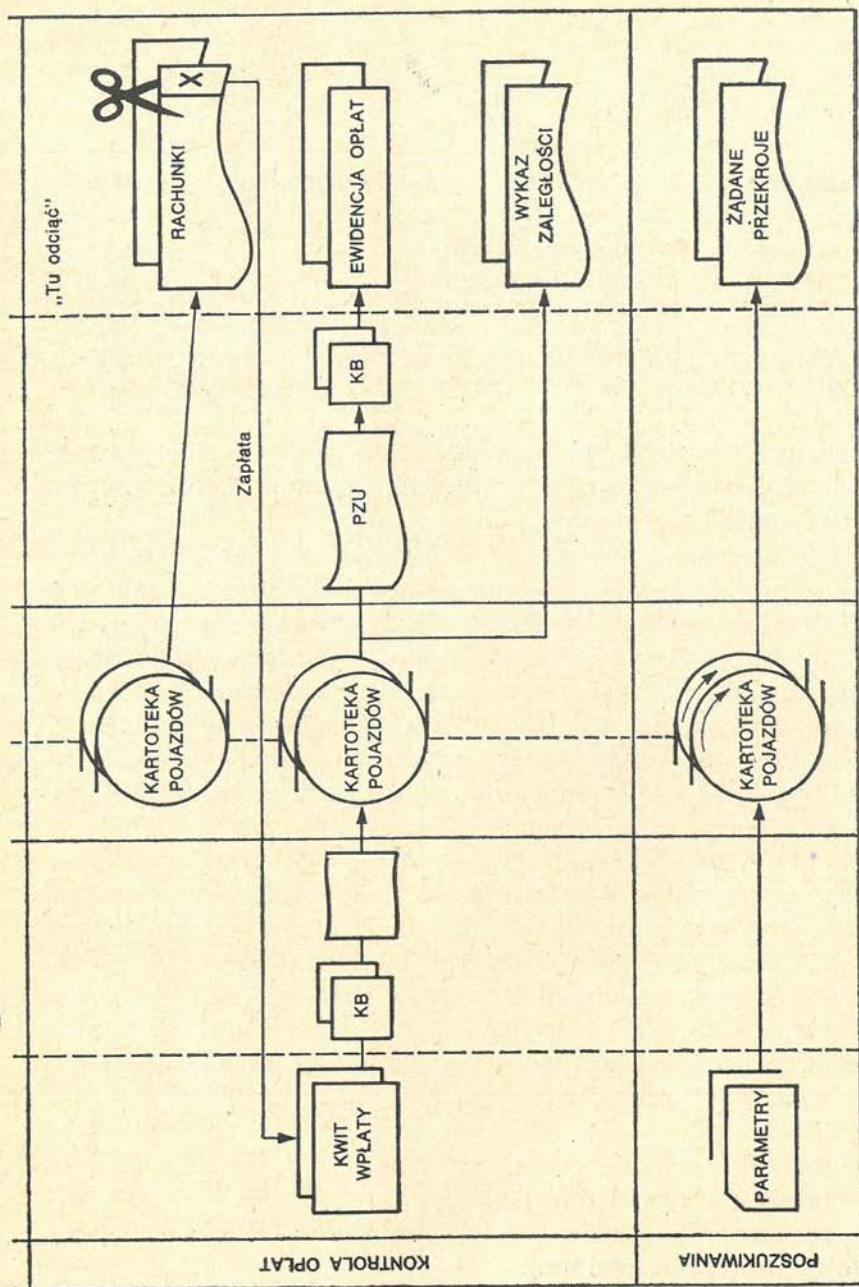 „Tu odciąć”
RACHUNKI
X
Zapłata
KARTOTEKA
POJAZDÓW
KWIT
WPŁATY
KB
KARTOTEKA
POJAZDÓW
PZU
KB
EWIDENCJA OPŁAT
WYKAZ
ZALEGŁOŚCI
KONTROLA OPŁAT
PARAMETRY
KARTOTEKA
POJAZDÓW
ŻĄDANE
PRZEKROJE
POSZUKIWANIA